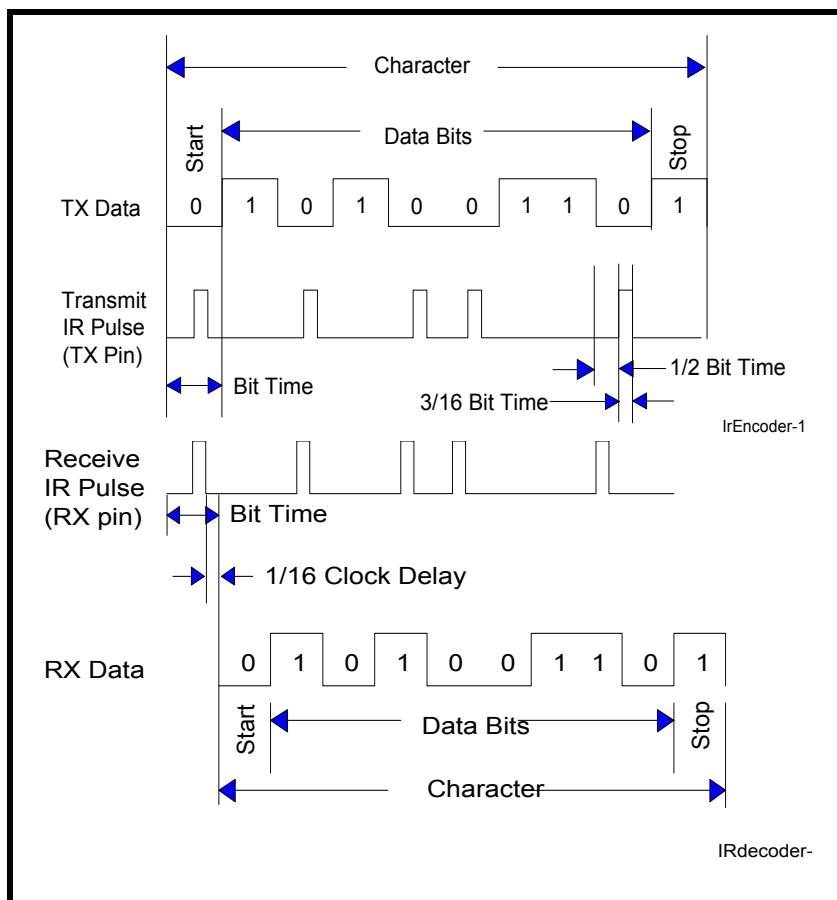 Character
Start
Data Bits
Stop
TX Data
0 1 0 1 0 0 1 1 0 1
Transmit
IR Pulse
(TX Pin)
Bit Time
1/2 Bit Time
3/16 Bit Time
IrEncoder-1
Receive
IR Pulse
(RX pin)
Bit Time
1/16 Clock Delay
RX Data
0 1 0 1 0 0 1 1 0 1
Start
Data Bits
Stop
Character
IRdecoder-